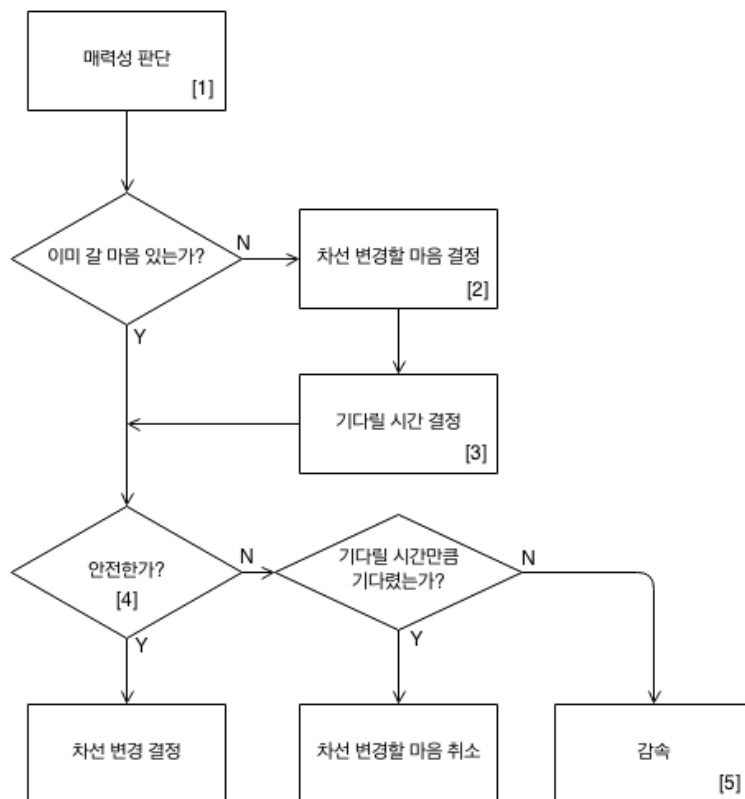 매력성 판단
[1]
이미 갈 마음 있는가?
N
차선 변경할 마음 결정
[2]
Y
기다릴 시간 결정
[3]
안전한가?
[4]
N
기다릴 시간만큼
기다렸는가?
N
Y
Y
차선 변경 결정
차선 변경할 마음 취소
감속
[5]